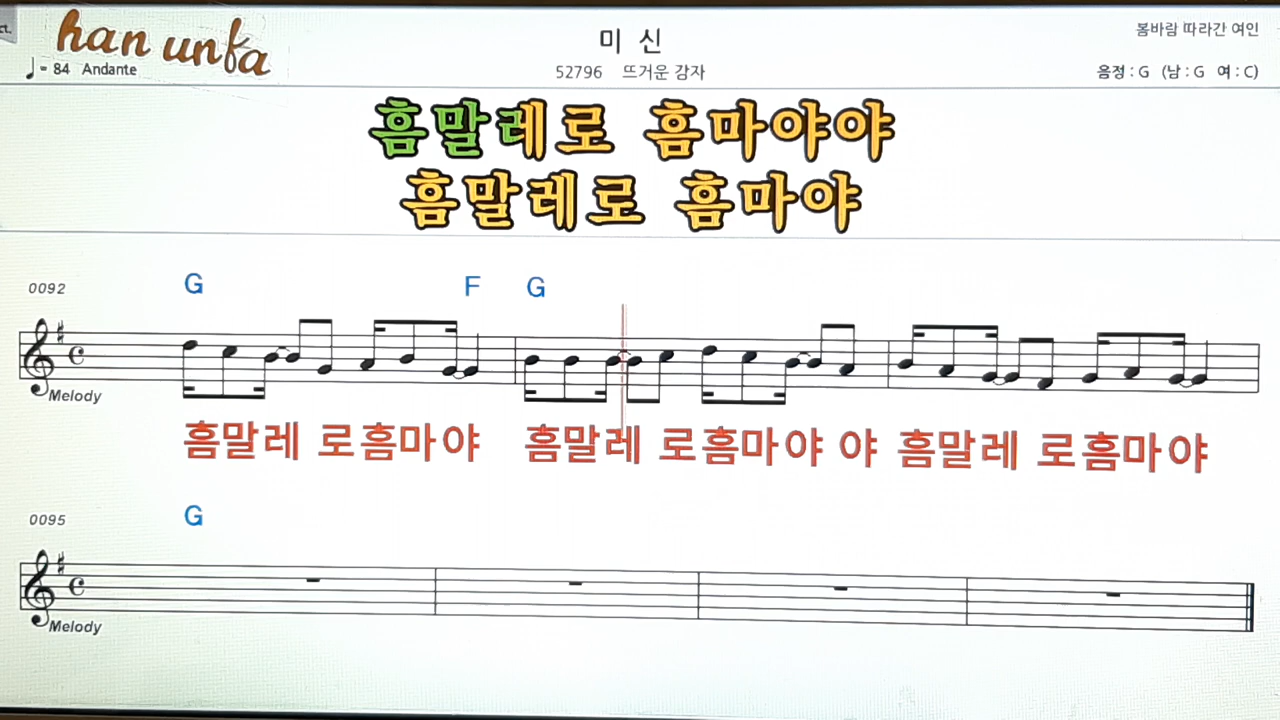 ct.
han unfa
♩= 84 Andante
미 신
52796 뜨거운 감자
봄바람 따라간 여인
음정 : G (남 : G 여 : C)
흠말레로 흠마야야
흠말레로 흠마야
0092
G F G
Melody
흠말레 로흠마야 흠말레 로흠마야 야 흠말레 로흠마야
0095
G
Melody